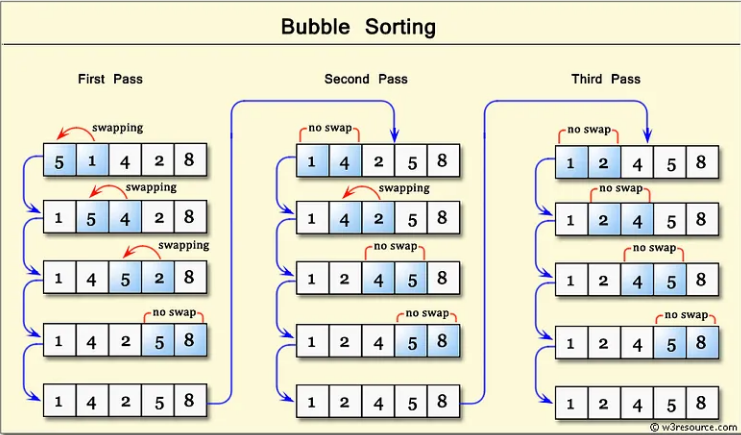 Bubble Sorting
First Pass
swapping
5 1 4 2 8
swapping
1 5 4 2 8
swapping
1 4 5 2 8
no swap
1 4 2 5 8
1 4 2 5 8
Second Pass
no swap
1 4 2 5 8
swapping
1 4 2 5 8
no swap
1 2 4 5 8
no swap
1 2 4 5 8
1 2 4 5 8
Third Pass
no swap
1 2 4 5 8
no swap
1 2 4 5 8
no swap
1 2 4 5 8
no swap
1 2 4 5 8
1 2 4 5 8
© w3resource.com